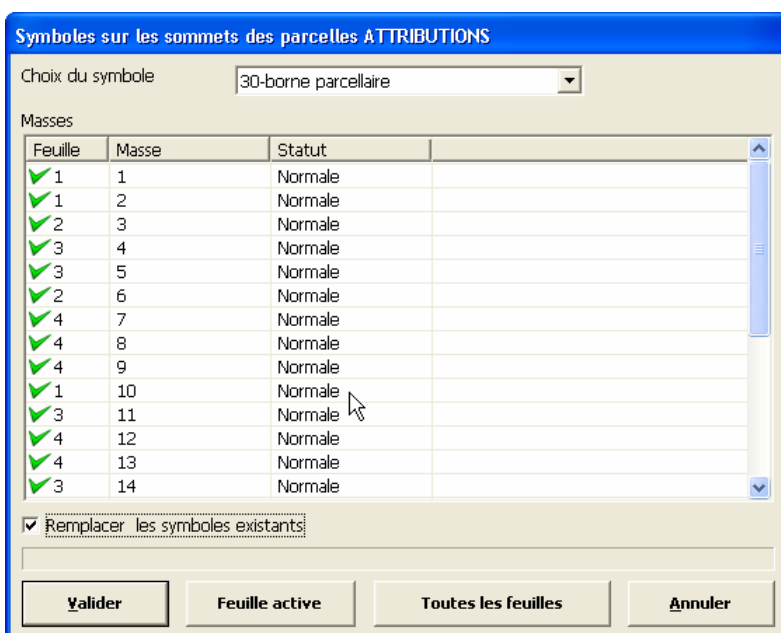 Symboles sur les sommets des parcelles ATTRIBUTIONS
Choix du symbole 30-borne parcellaire
Masses
Feuille Masse Statut
1 1 Normale
1 2 Normale
2 3 Normale
3 4 Normale
3 5 Normale
2 6 Normale
4 7 Normale
4 8 Normale
4 9 Normale
1 10 Normale
3 11 Normale
4 12 Normale
4 13 Normale
3 14 Normale
Remplacer les symboles existants
Valider Feuille active Toutes les feuilles Annuler